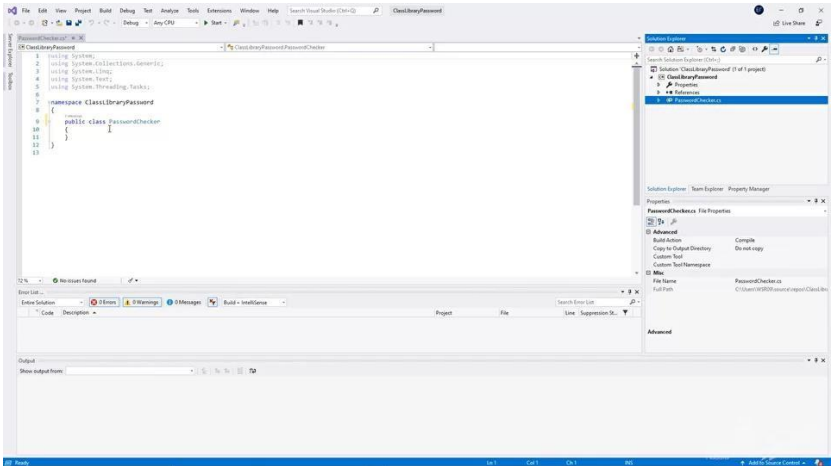 File Edit View Project Build Debug Test Analyze Tools Extensions Window Help Search Visual Studio (Ctrl+Q) ClassLibraryPassword
Debug Any CPU Start Live Share
Server Explorer Toolbox
PasswordChecker.cs*
ClassLibraryPassword ClassLibraryPassword.PasswordChecker
1 using System;
2 using System.Collections.Generic;
3 using System.Linq;
4 using System.Text;
5 using System.Threading.Tasks;
6
7 namespace ClassLibraryPassword
8 {
9 public class PasswordChecker
10 {
11 }
12 }
13
No issues found
Solution Explorer
Search Solution Explorer (Ctrl+;)
Solution 'ClassLibraryPassword' (1 of 1 project)
ClassLibraryPassword
Properties
References
PasswordChecker.cs
Solution Explorer Team Explorer Property Manager
Properties
PasswordChecker.cs File Properties
Advanced
Build Action Compile
Copy to Output Directory Do not copy
Custom Tool
Custom Tool Namespace
Misc
File Name PasswordChecker.cs
Full Path
Advanced
Error List ...
Entire Solution 0 Errors 0 Warnings 0 Messages Build + IntelliSense Search Error List
Code Description Project File Line Suppression St...
Output
Show output from:
Ready Ln 1 Col 1 Ch 1 INS Add to Source Control